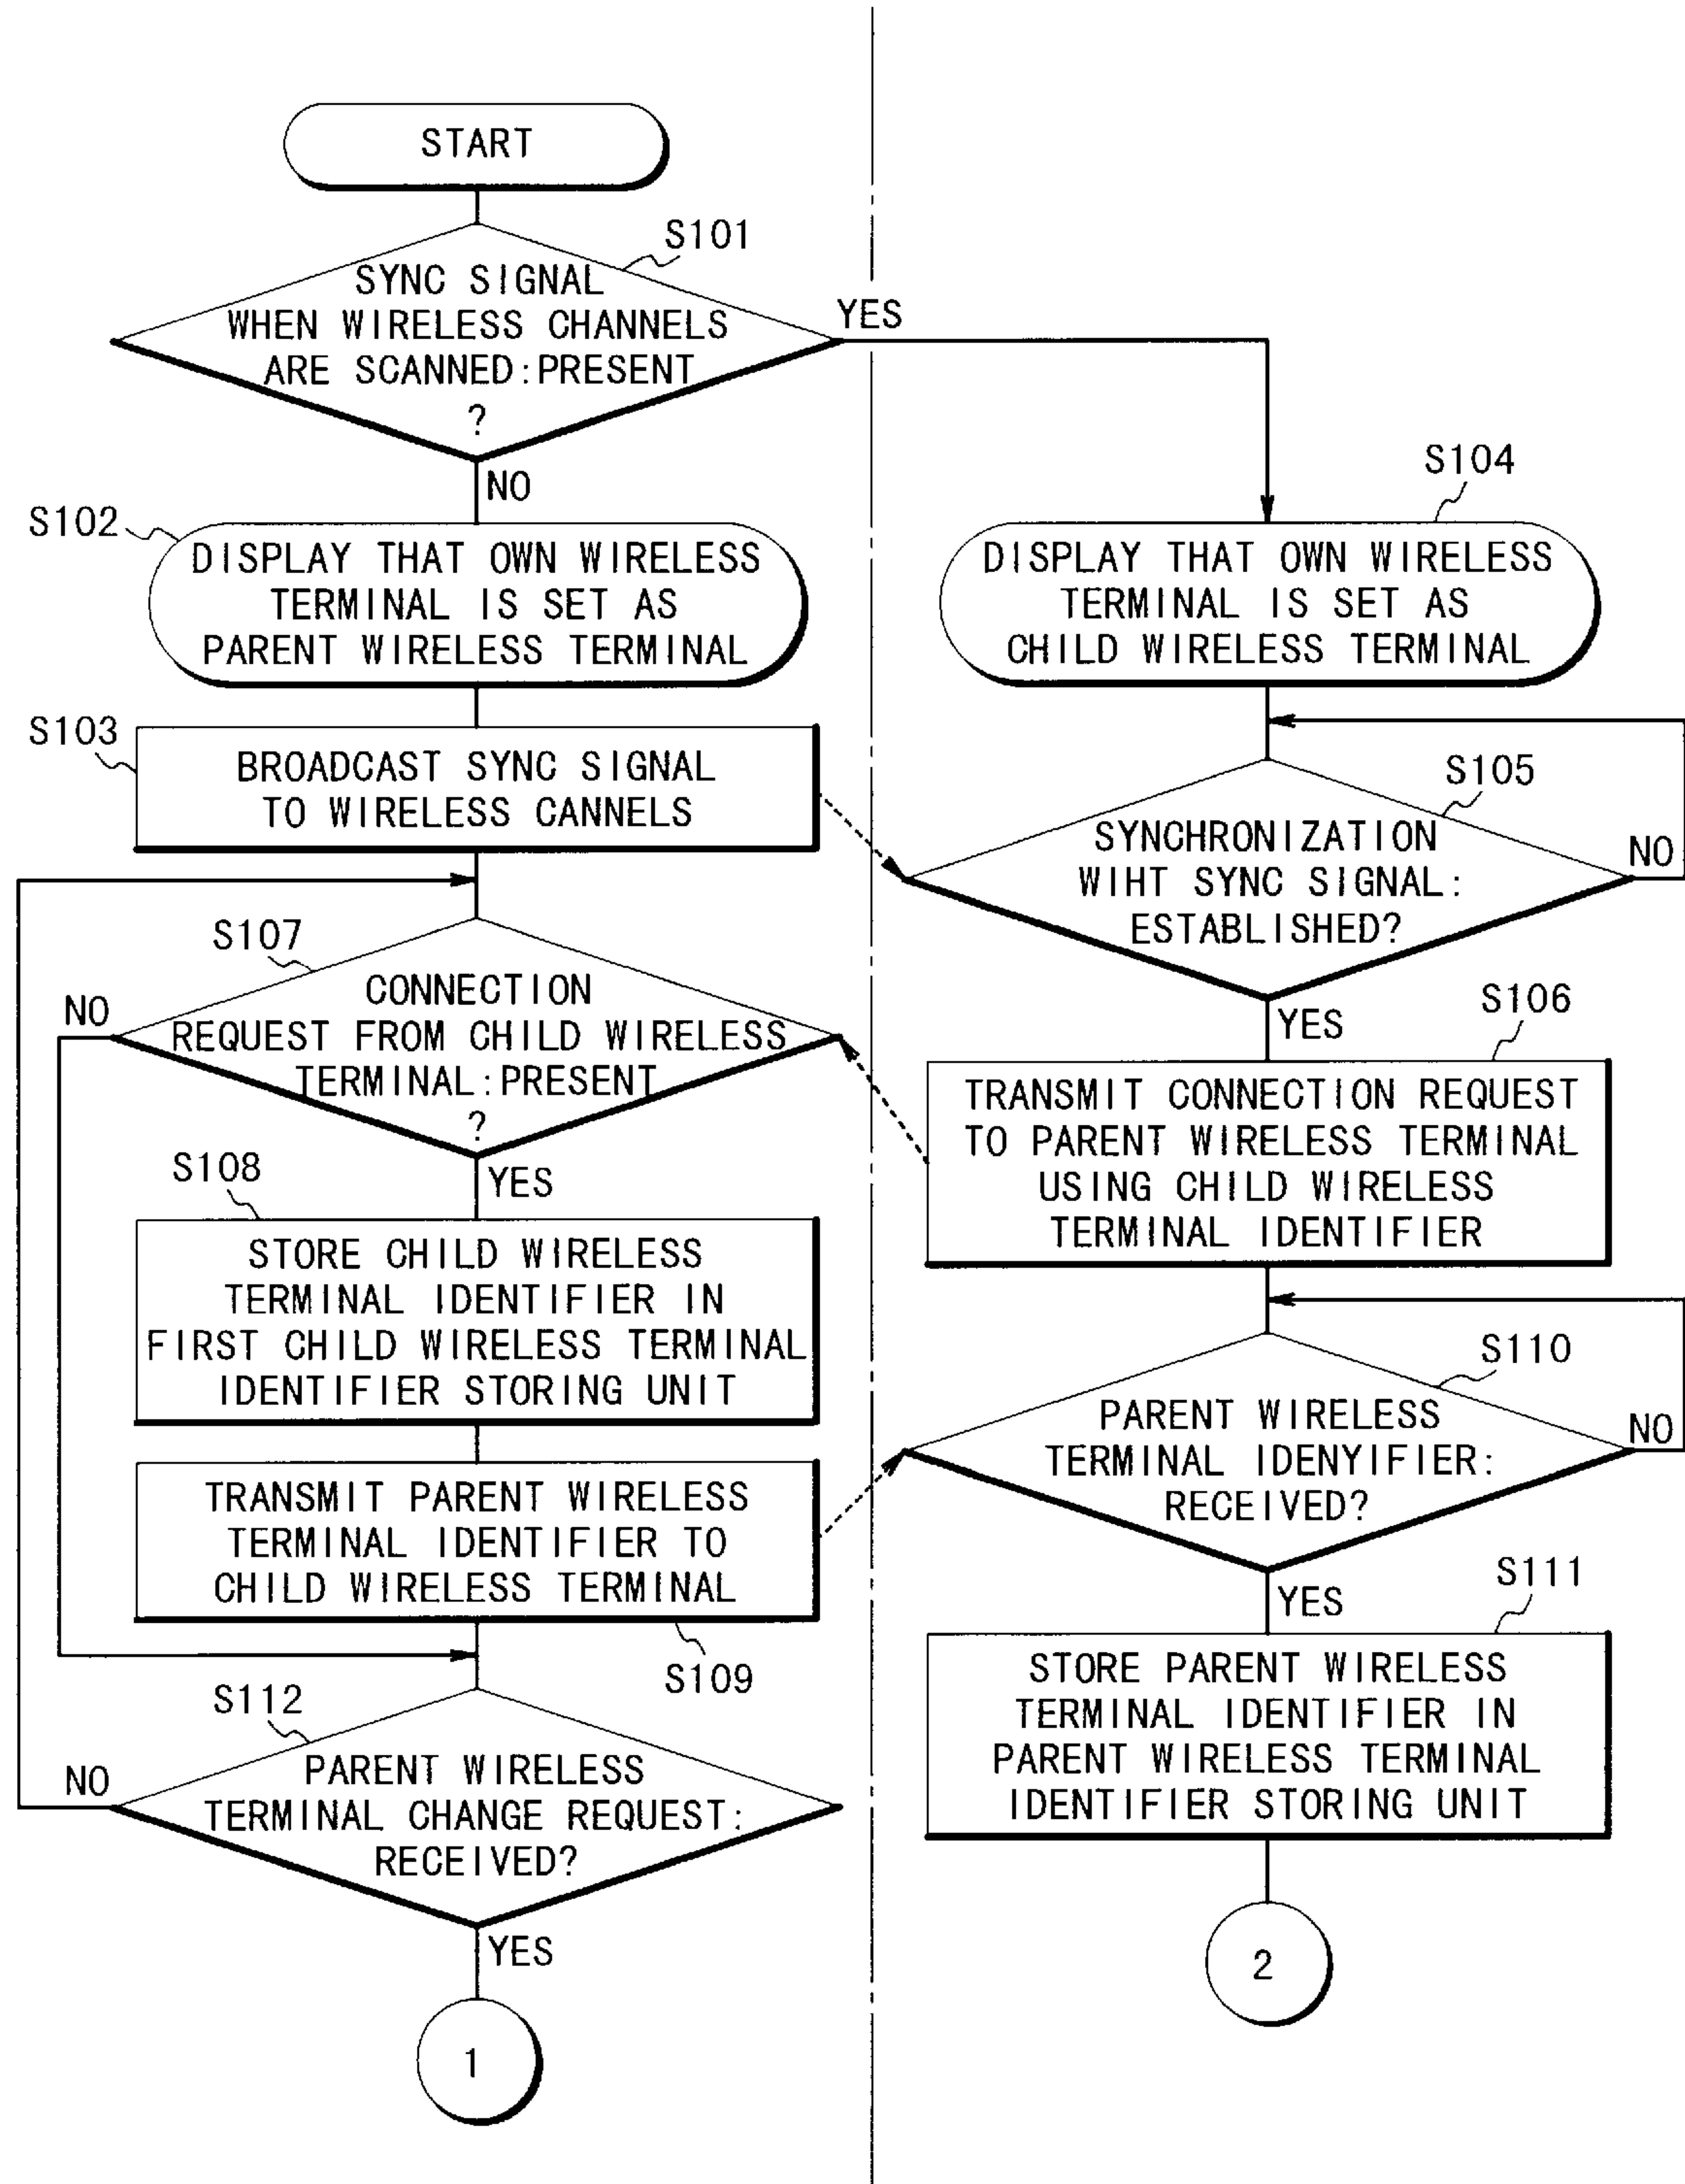 START
S101
SYNC SIGNAL
WHEN WIRELESS CHANNELS
ARE SCANNED:PRESENT
?
YES
NO
S102
DISPLAY THAT OWN WIRELESS
TERMINAL IS SET AS
PARENT WIRELESS TERMINAL
S103
BROADCAST SYNC SIGNAL
TO WIRELESS CANNELS
S107
CONNECTION
REQUEST FROM CHILD WIRELESS
TERMINAL:PRESENT
?
NO
YES
S108
STORE CHILD WIRELESS
TERMINAL IDENTIFIER IN
FIRST CHILD WIRELESS TERMINAL
IDENTIFIER STORING UNIT
TRANSMIT PARENT WIRELESS
TERMINAL IDENTIFIER TO
CHILD WIRELESS TERMINAL
S109
S112
PARENT WIRELESS
TERMINAL CHANGE REQUEST:
RECEIVED?
NO
YES
1
S104
DISPLAY THAT OWN WIRELESS
TERMINAL IS SET AS
CHILD WIRELESS TERMINAL
S105
SYNCHRONIZATION
WIHT SYNC SIGNAL:
ESTABLISHED?
NO
YES
S106
TRANSMIT CONNECTION REQUEST
TO PARENT WIRELESS TERMINAL
USING CHILD WIRELESS
TERMINAL IDENTIFIER
S110
PARENT WIRELESS
TERMINAL IDENYIFIER:
RECEIVED?
NO
YES
S111
STORE PARENT WIRELESS
TERMINAL IDENTIFIER IN
PARENT WIRELESS TERMINAL
IDENTIFIER STORING UNIT
2